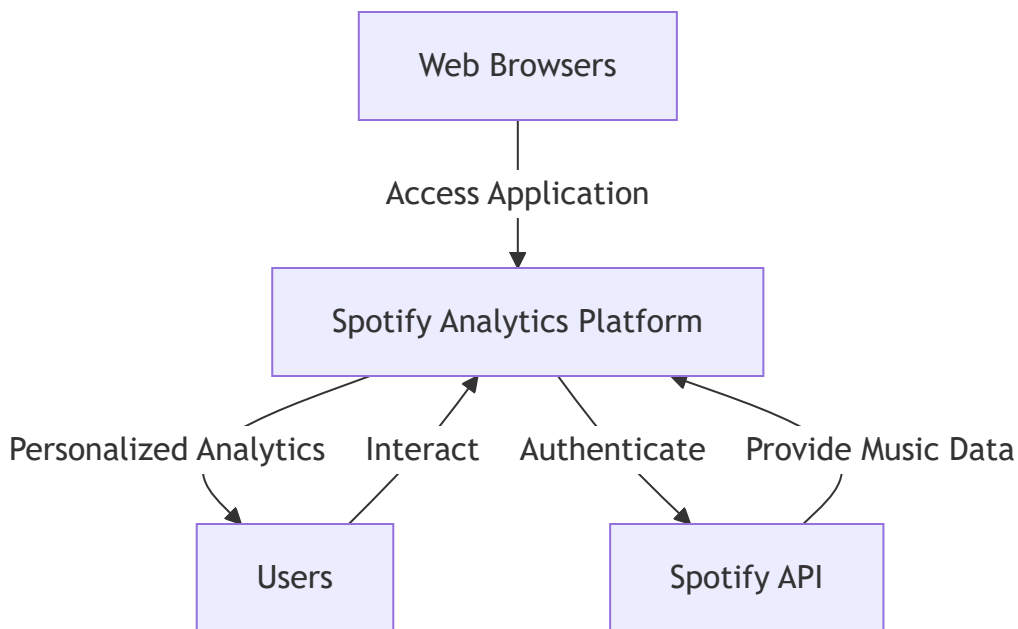 Web Browsers
Access Application
Spotify Analytics Platform
Personalized Analytics
Interact
Authenticate
Provide Music Data
Users
Spotify API